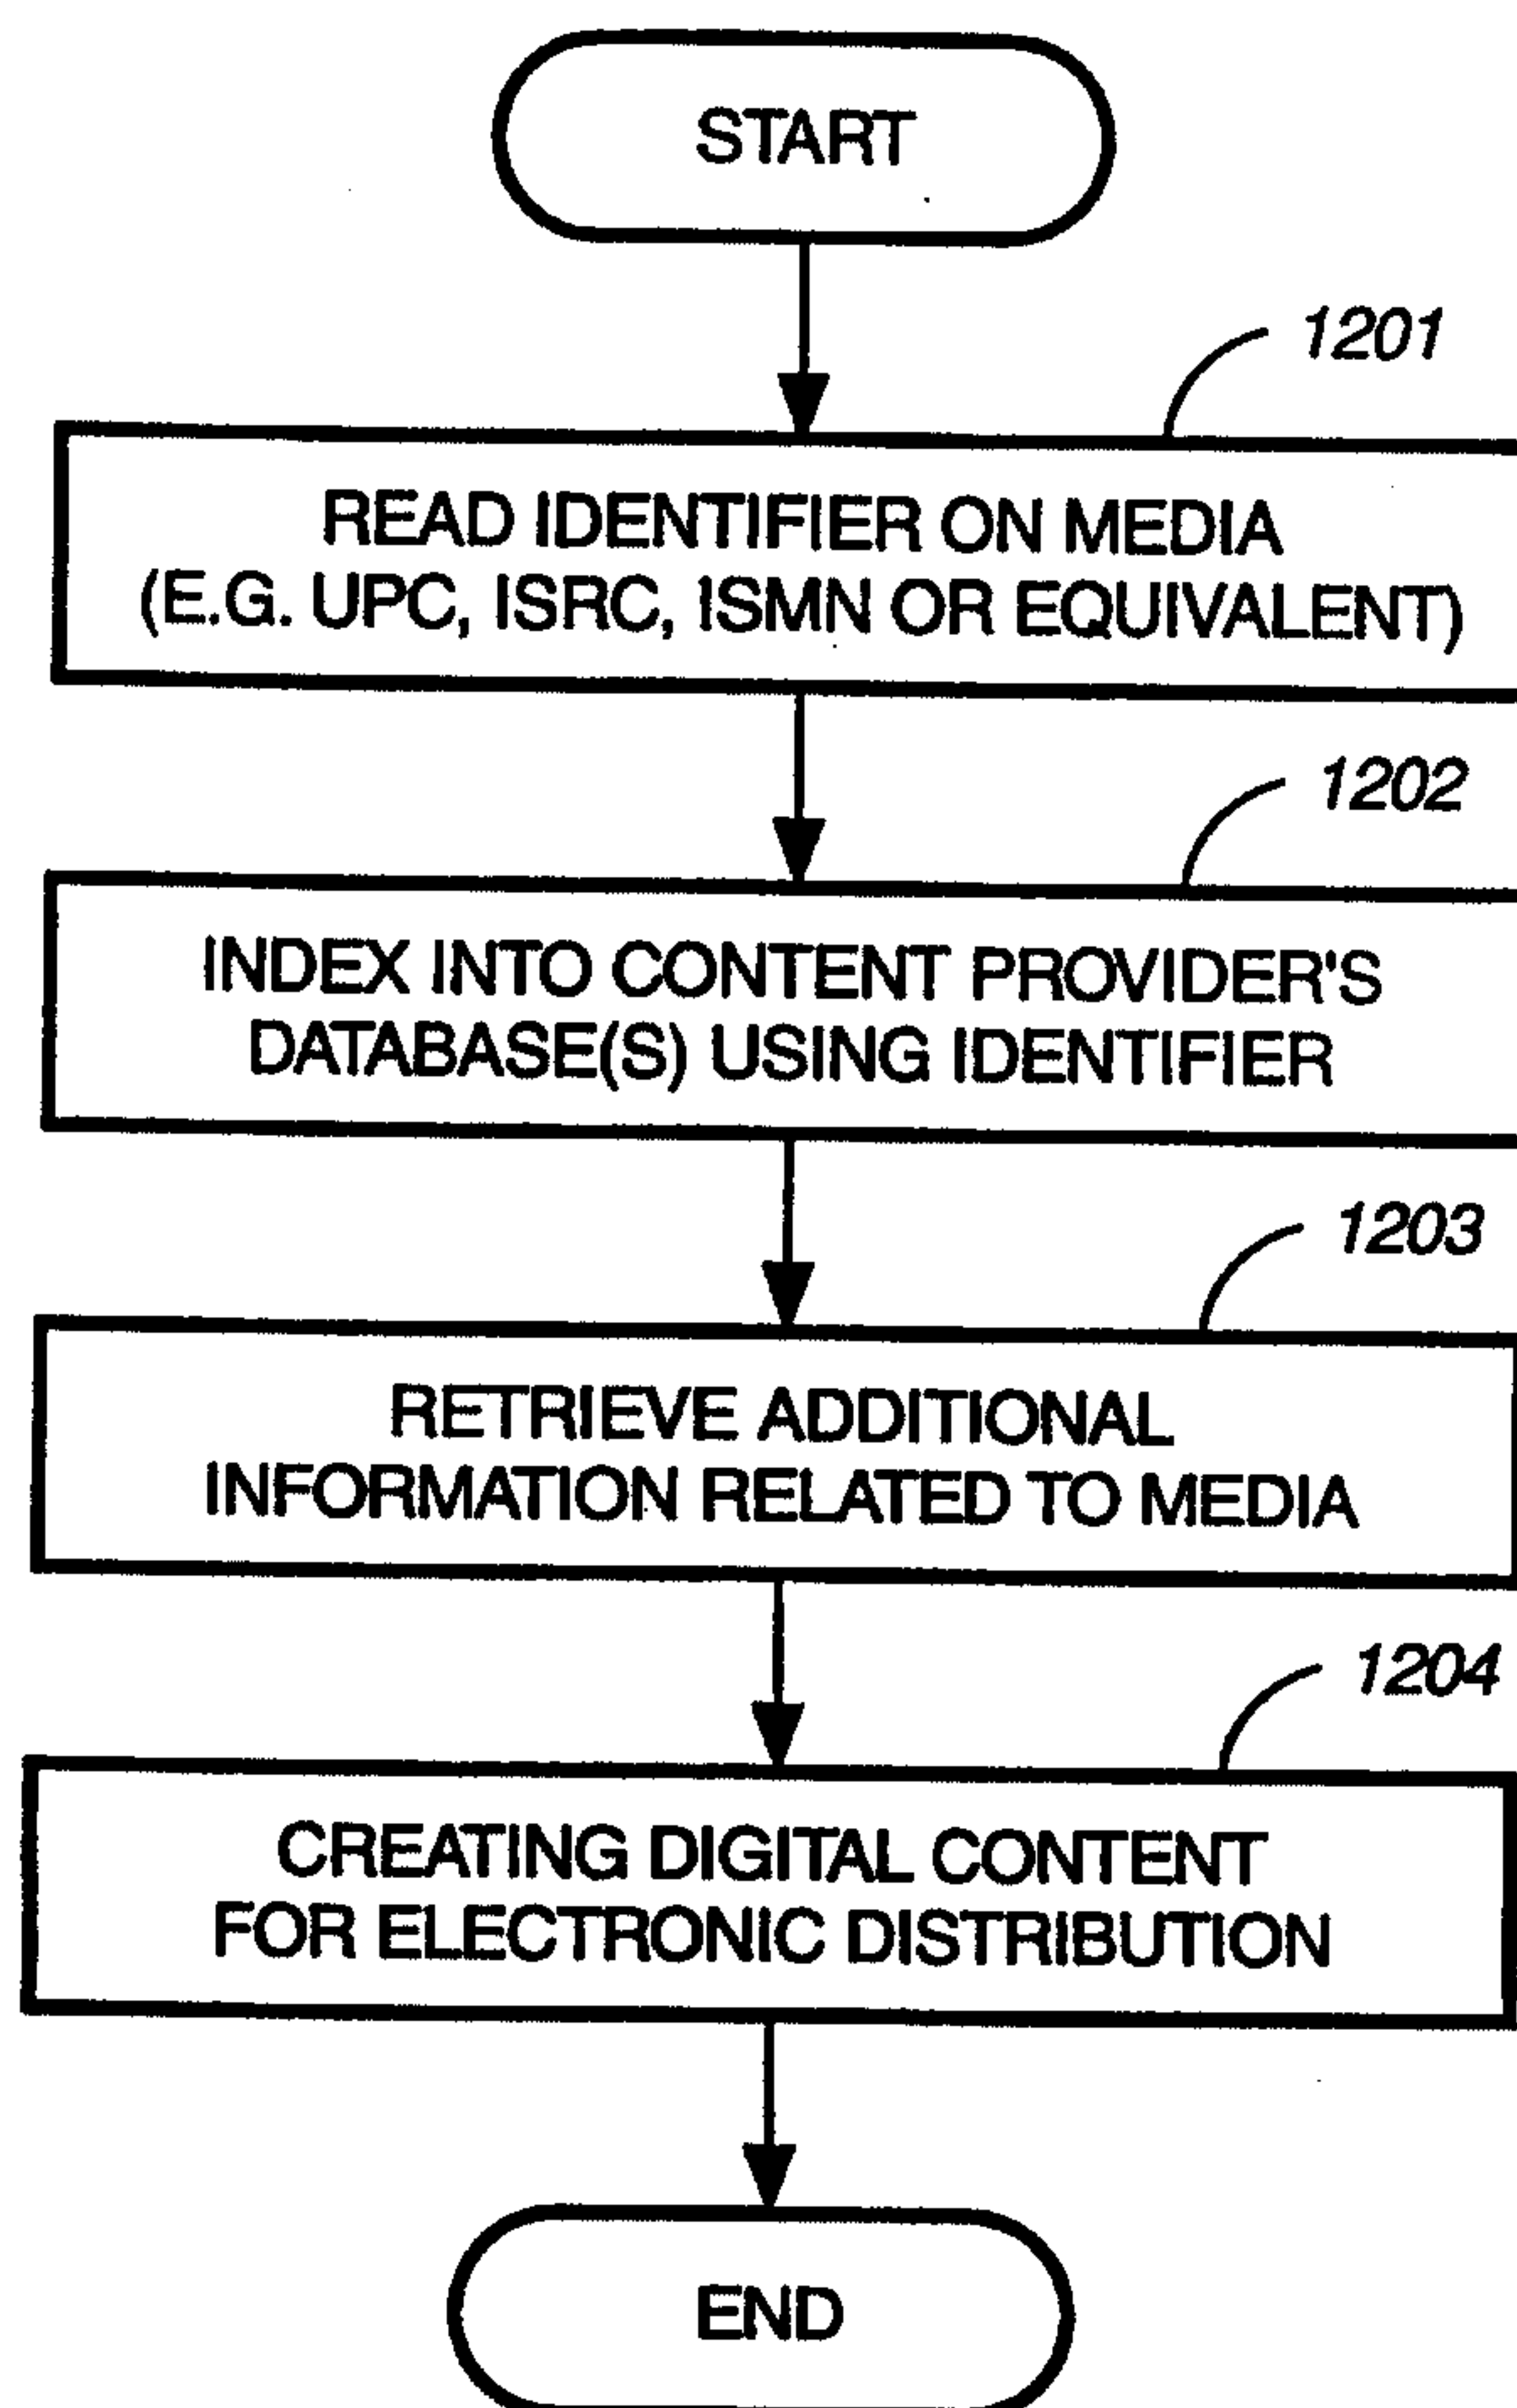 START
1201
READ IDENTIFIER ON MEDIA
(E.G. UPC, ISRC, ISMN OR EQUIVALENT)
1202
INDEX INTO CONTENT PROVIDER'S
DATABASE(S) USING IDENTIFIER
1203
RETRIEVE ADDITIONAL
INFORMATION RELATED TO MEDIA
1204
CREATING DIGITAL CONTENT
FOR ELECTRONIC DISTRIBUTION
END